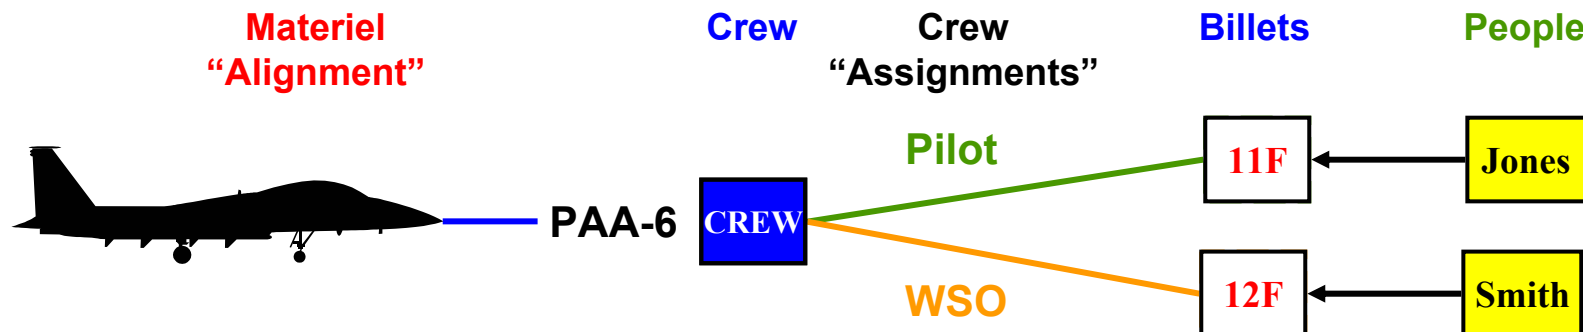 Materiel
“Alignment”
Crew
Crew
“Assignments”
Billets
People
Pilot
11F
Jones
PAA-6
CREW
WSO
12F
Smith